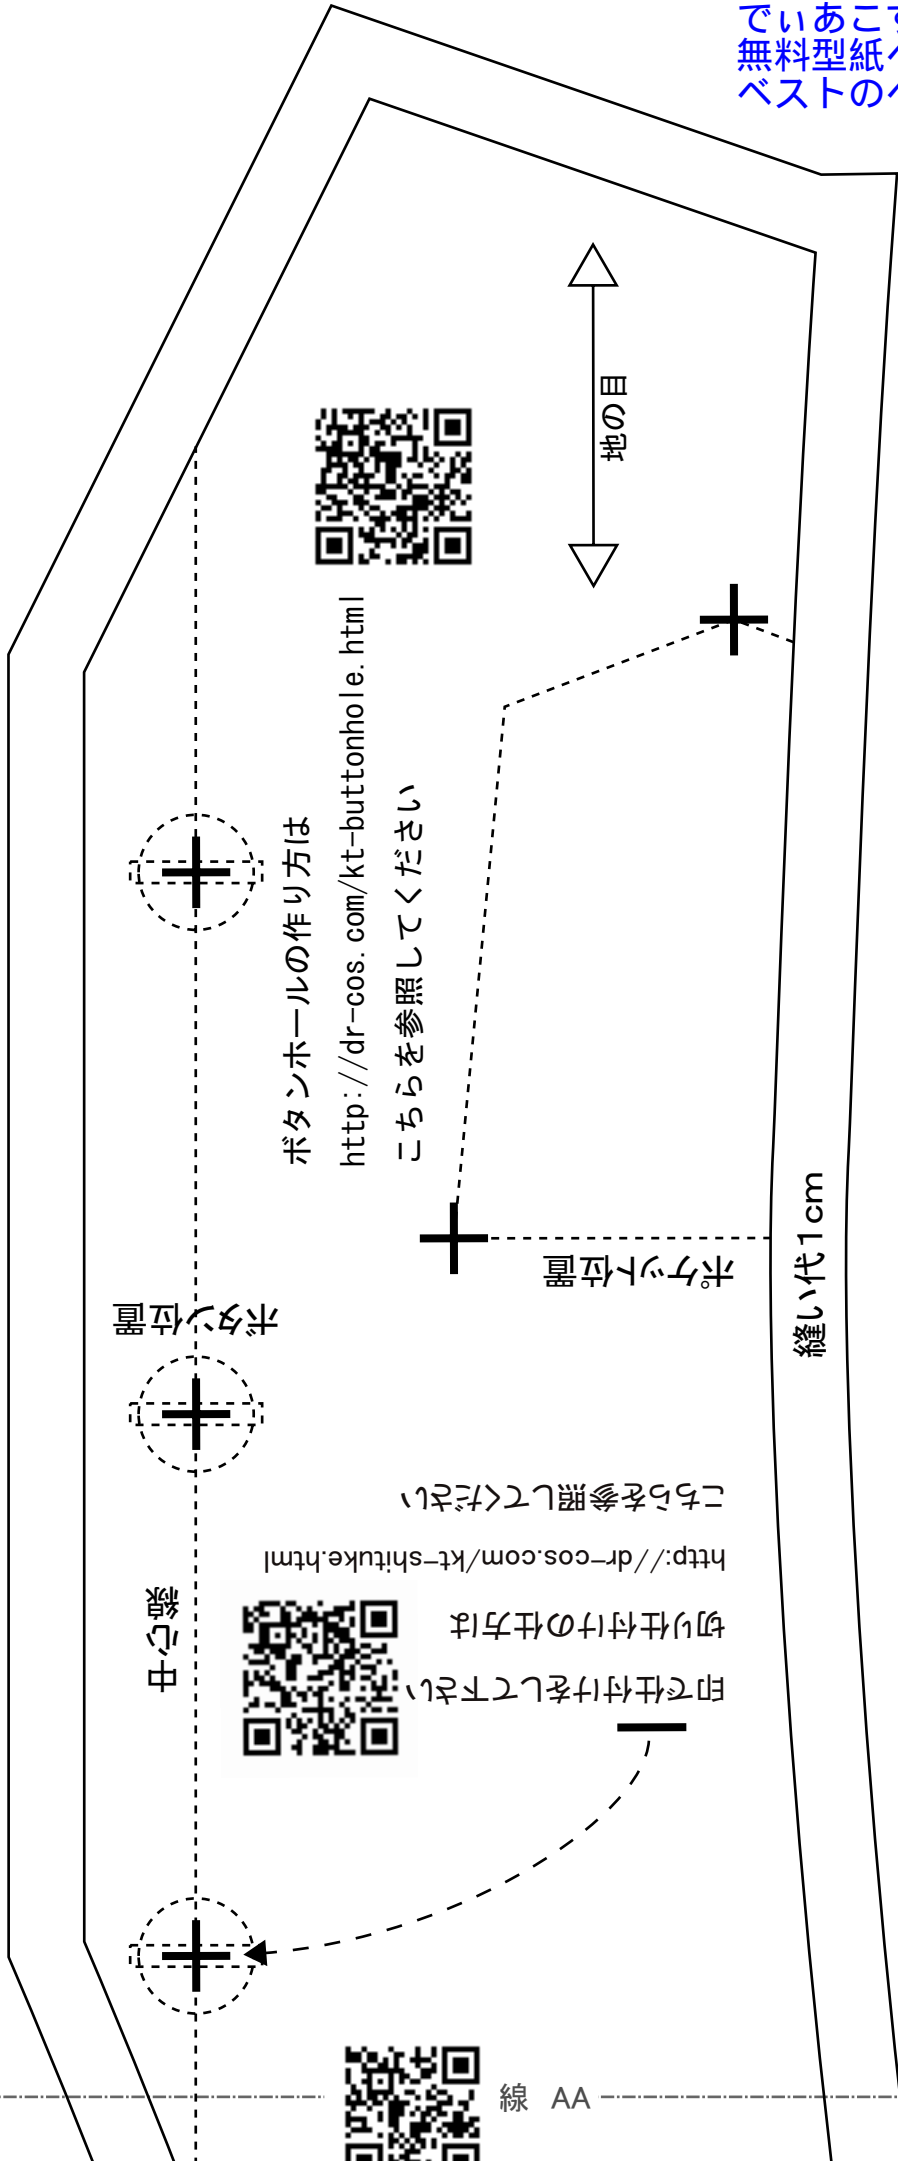 でぃあこす
無料型紙
ベストの
地の目
ボタンホールの作り方は
http://dr-cos.com/kt-buttonhole.html
こちらを参照してください
ポケット位置
縫い代1cm
ボタン位置
中心線
印で仕付けをして下さい
切り仕付けの仕方は
http://dr-cos.com/kt-shituke.html
こちらを参照してください
線 AA